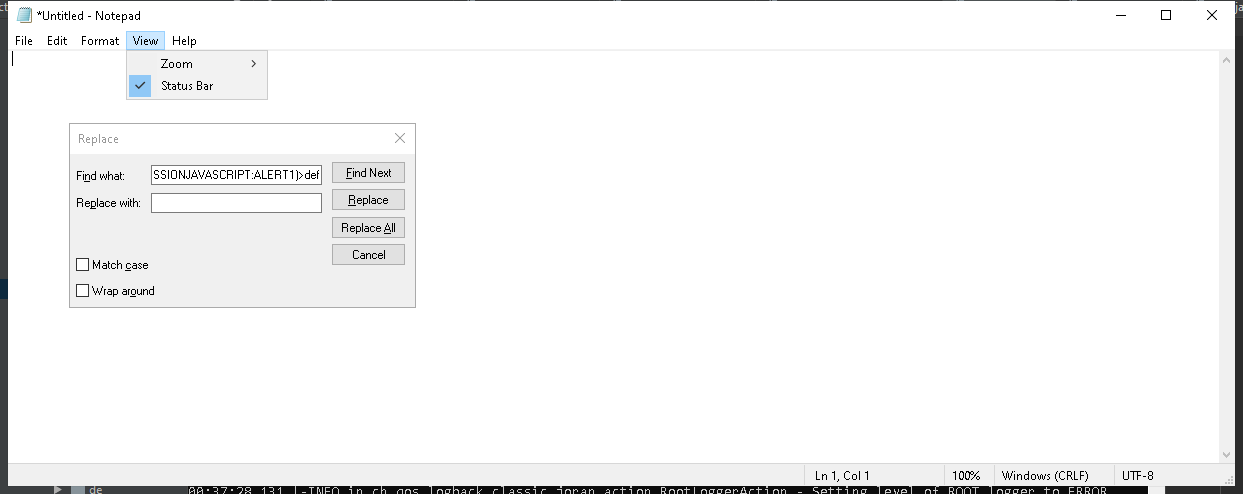 *Untitled - Notepad
File Edit Format View Help
Zoom
Status Bar
Replace
Find what: SSIONJAVASCRIPT:ALERT1)>def Find Next
Replace with: Replace
Replace All
Cancel
Match case
Wrap around
Ln 1, Col 1 100% Windows (CRLF) UTF-8
de 00:37:28,131 |-INFO in ch.qos.logback.classic.joran.action.RootLoggerAction - Setting level of ROOT logger to ERROR